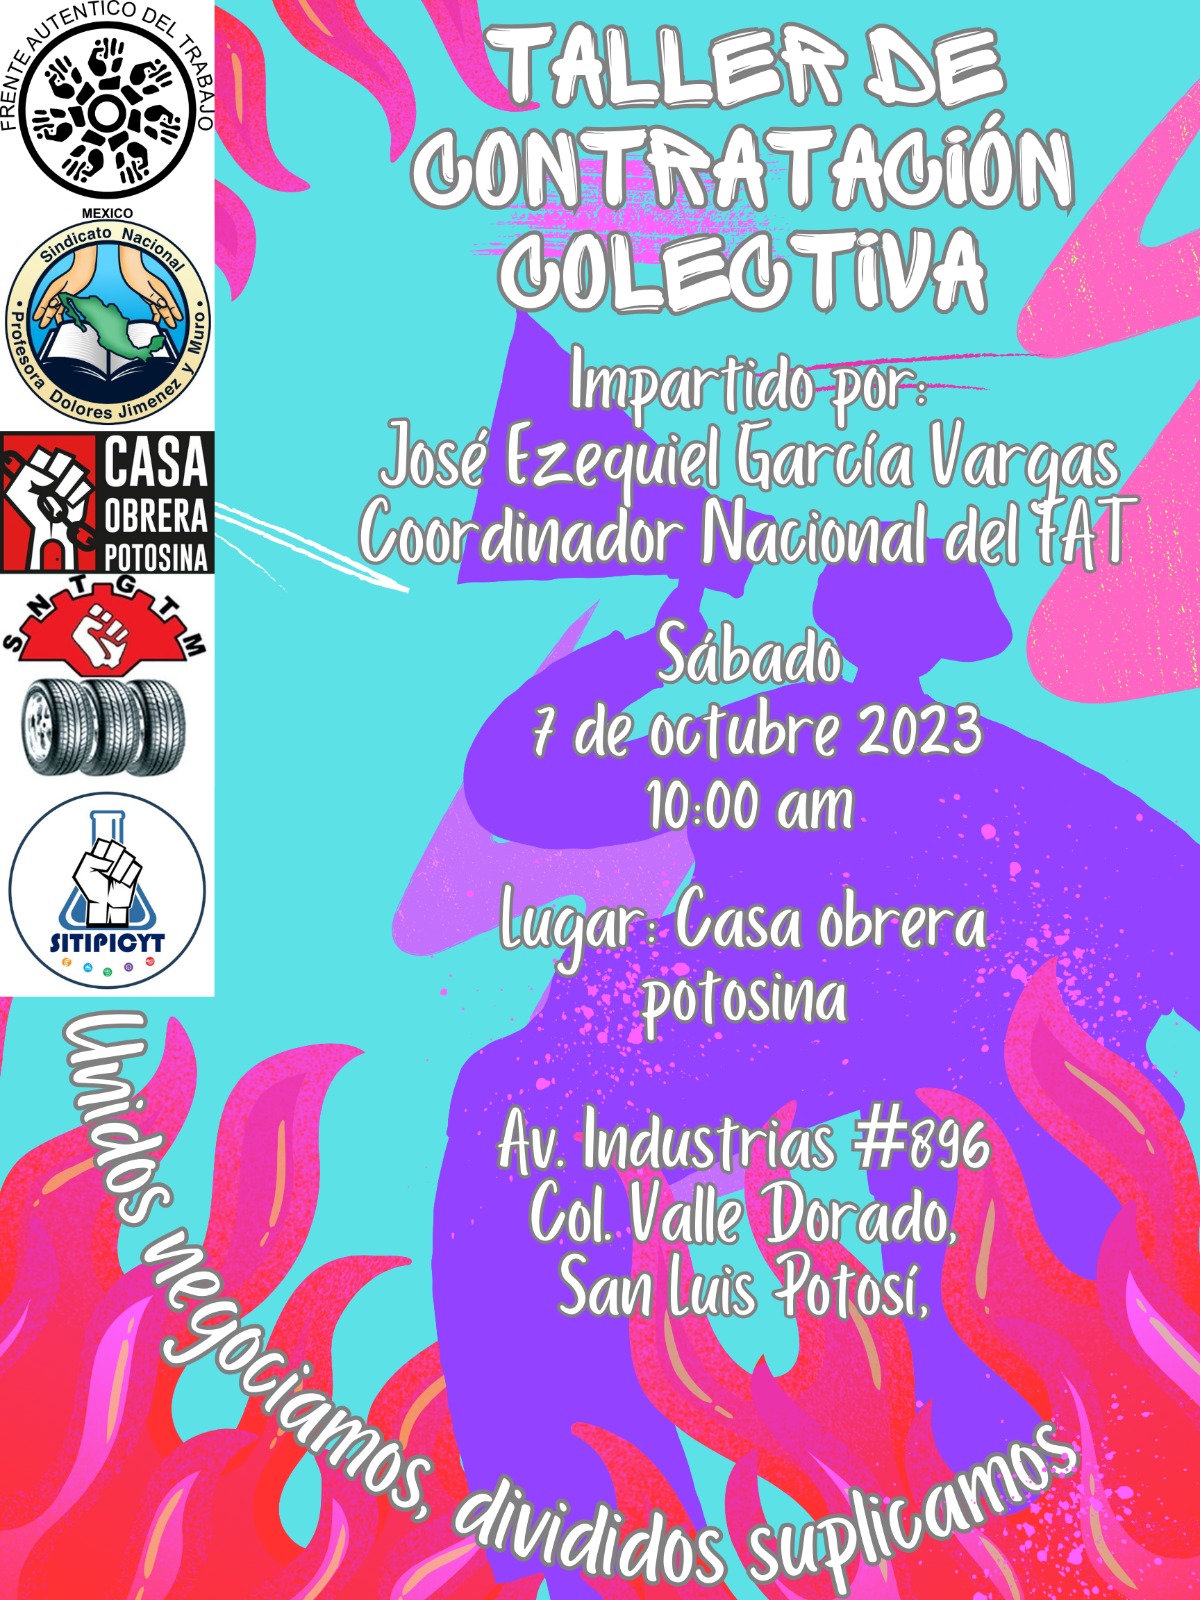 FRENTE AUTENTICO DEL TRABAJO
MEXICO
Sindicato Nacional
Profesora Dolores Jimenez y Muro
CASA
OBRERA
POTOSINA
SNTGTM
SITIPICYT
TALLER DE
CONTRATACIÓN
COLECTIVA
Impartido por:
José Ezequiel García Vargas
Coordinador Nacional del FAT
Sábado
7 de octubre 2023
10:00 am
Lugar: Casa obrera
potosina
Av. Industrias #896
Col. Valle Dorado,
San Luis Potosí,
Unidos negociamos, divididos suplicamos